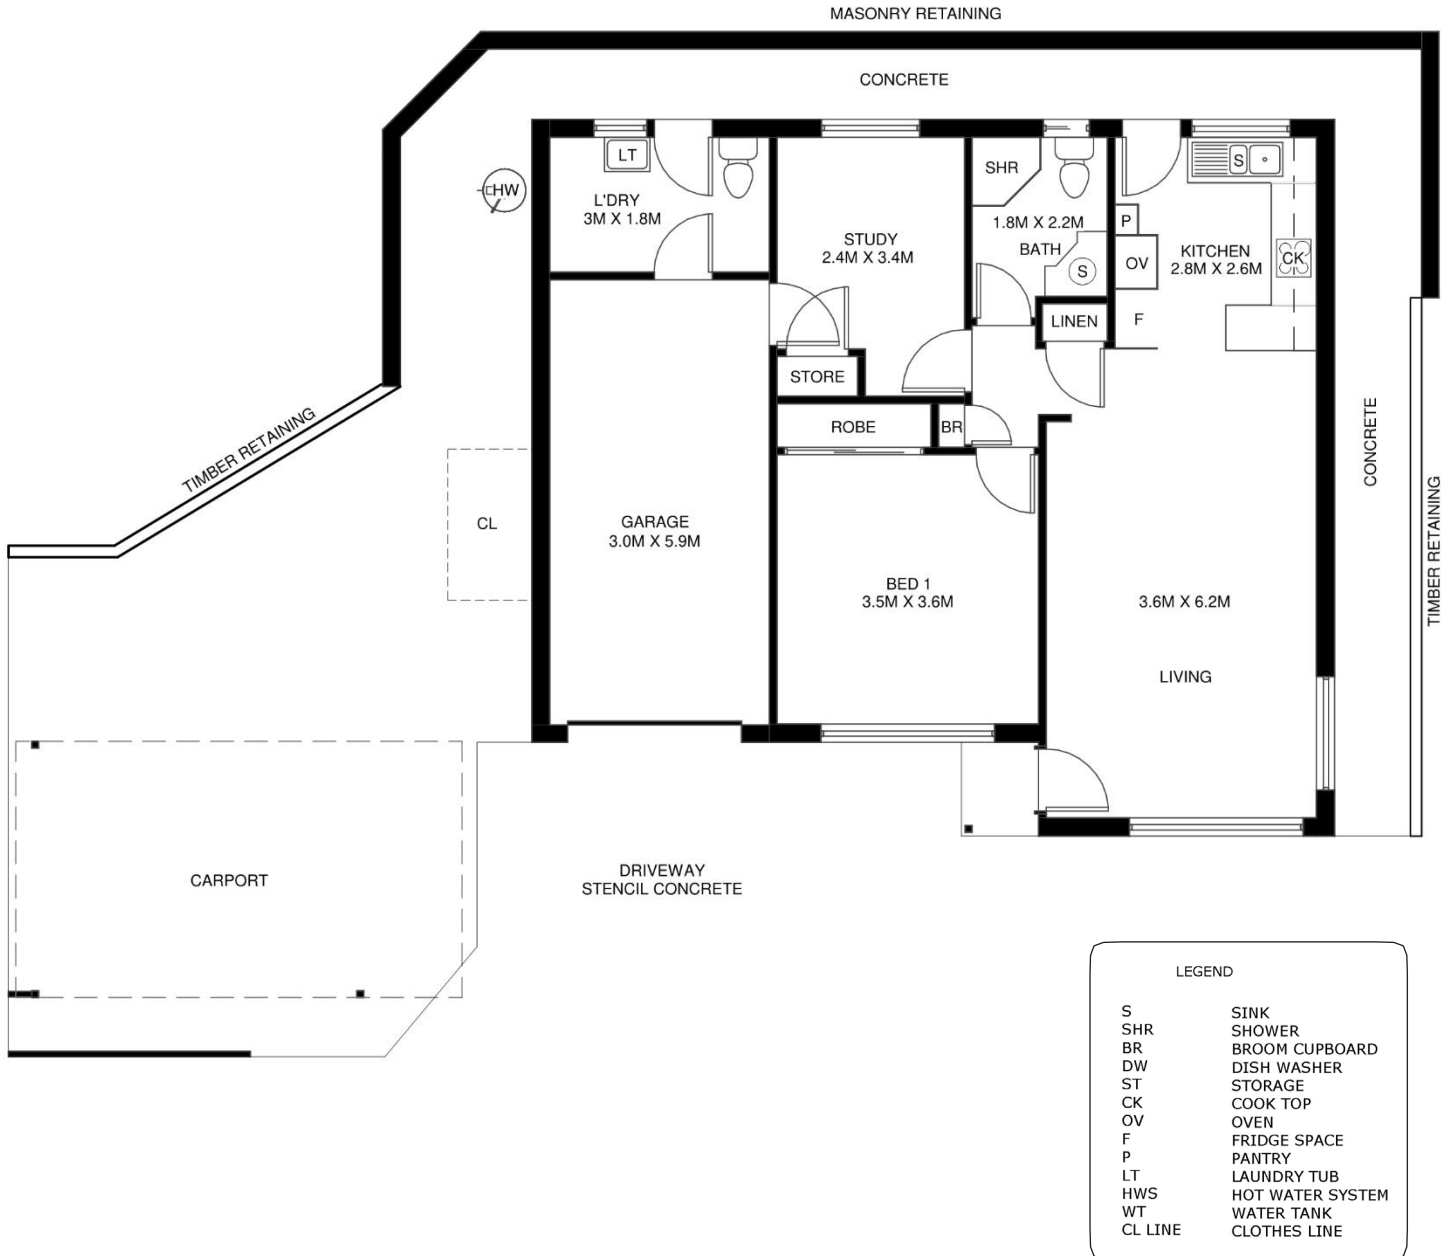 MASONRY RETAINING
CONCRETE
LT
HW
L'DRY
3M X 1.8M
STUDY
2.4M X 3.4M
SHR
1.8M X 2.2M
BATH
S
S
P
OV
KITCHEN
2.8M X 2.6M
CK
LINEN
F
STORE
ROBE
BR
TIMBER RETAINING
CL
GARAGE
3.0M X 5.9M
BED 1
3.5M X 3.6M
3.6M X 6.2M
LIVING
CONCRETE
TIMBER RETAINING
CARPORT
DRIVEWAY
STENCIL CONCRETE
LEGEND
S SINK
SHR SHOWER
BR BROOM CUPBOARD
DW DISH WASHER
ST STORAGE
CK COOK TOP
OV OVEN
F FRIDGE SPACE
P PANTRY
LT LAUNDRY TUB
HWS HOT WATER SYSTEM
WT WATER TANK
CL LINE CLOTHES LINE